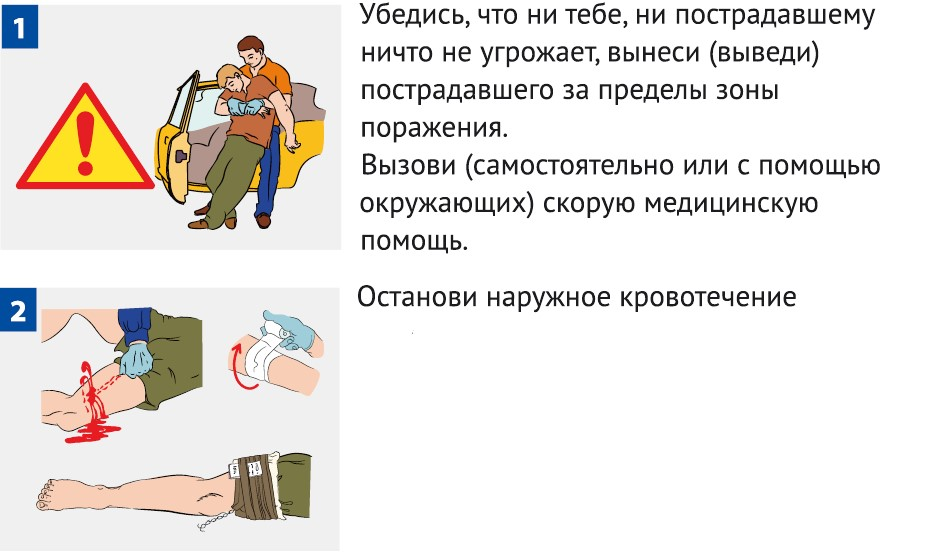 1
Убедись, что ни тебе, ни пострадавшему
ничто не угрожает, вынеси (выведи)
пострадавшего за пределы зоны
поражения.
Вызови (самостоятельно или с помощью
окружающих) скорую медицинскую
помощь.
2
Останови наружное кровотечение